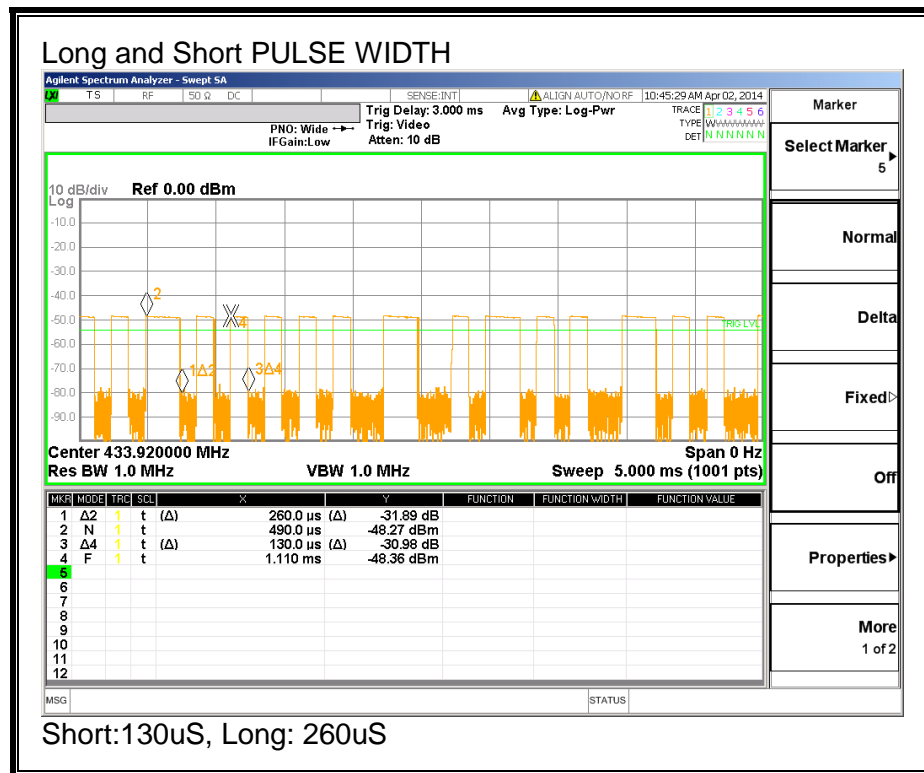 Long and Short PULSE WIDTH
Agilent Spectrum Analyzer - Swept SA
LXI TS RF 50 Ω DC SENSE:INT ALIGN AUTO/NO RF 10:45:29 AM Apr 02, 2014
Trig Delay: 3.000 ms Avg Type: Log-Pwr TRACE 1 2 3 4 5 6
PNO: Wide Trig: Video TYPE
IFGain:Low Atten: 10 dB DET N N N N N N
10 dB/div Ref 0.00 dBm
Log
-10.0
-20.0
-30.0
-40.0
2
-50.0
4
TRIG LVL
-60.0
-70.0
1Δ2
3Δ4
-80.0
-90.0
Center 433.920000 MHz Span 0 Hz
Res BW 1.0 MHz VBW 1.0 MHz Sweep 5.000 ms (1001 pts)
MKR MODE TRC SCL X Y FUNCTION FUNCTION WIDTH FUNCTION VALUE
1 Δ2 1 t (Δ) 260.0 µs (Δ) -31.89 dB
2 N 1 t 490.0 µs -48.27 dBm
3 Δ4 1 t (Δ) 130.0 µs (Δ) -30.98 dB
4 F 1 t 1.110 ms -48.36 dBm
5
6
7
8
9
10
11
12
MSG STATUS
Marker
Select Marker
5
Normal
Delta
Fixed
Off
Properties
More
1 of 2
Short:130uS, Long: 260uS